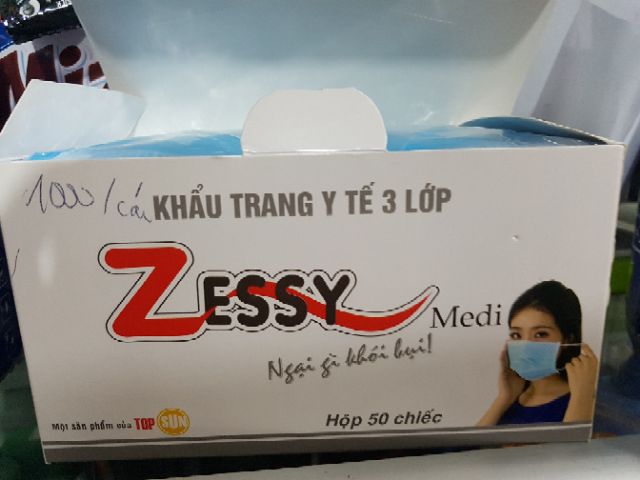 1000/cái KHẨU TRANG Y TẾ 3 LỚP
ZESSY Medi
Ngại gì khói bụi!
Một sản phẩm của TOP SUN
Hộp 50 chiếc